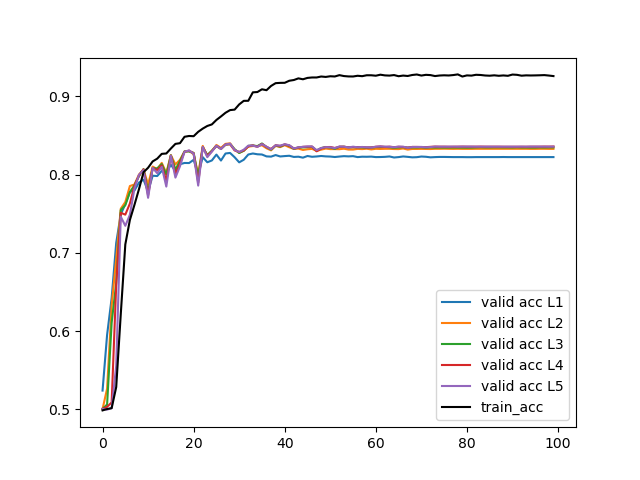 0.9
0.8
0.7
0.6
0.5
0
20
40
60
80
100
valid acc L1
valid acc L2
valid acc L3
valid acc L4
valid acc L5
train_acc